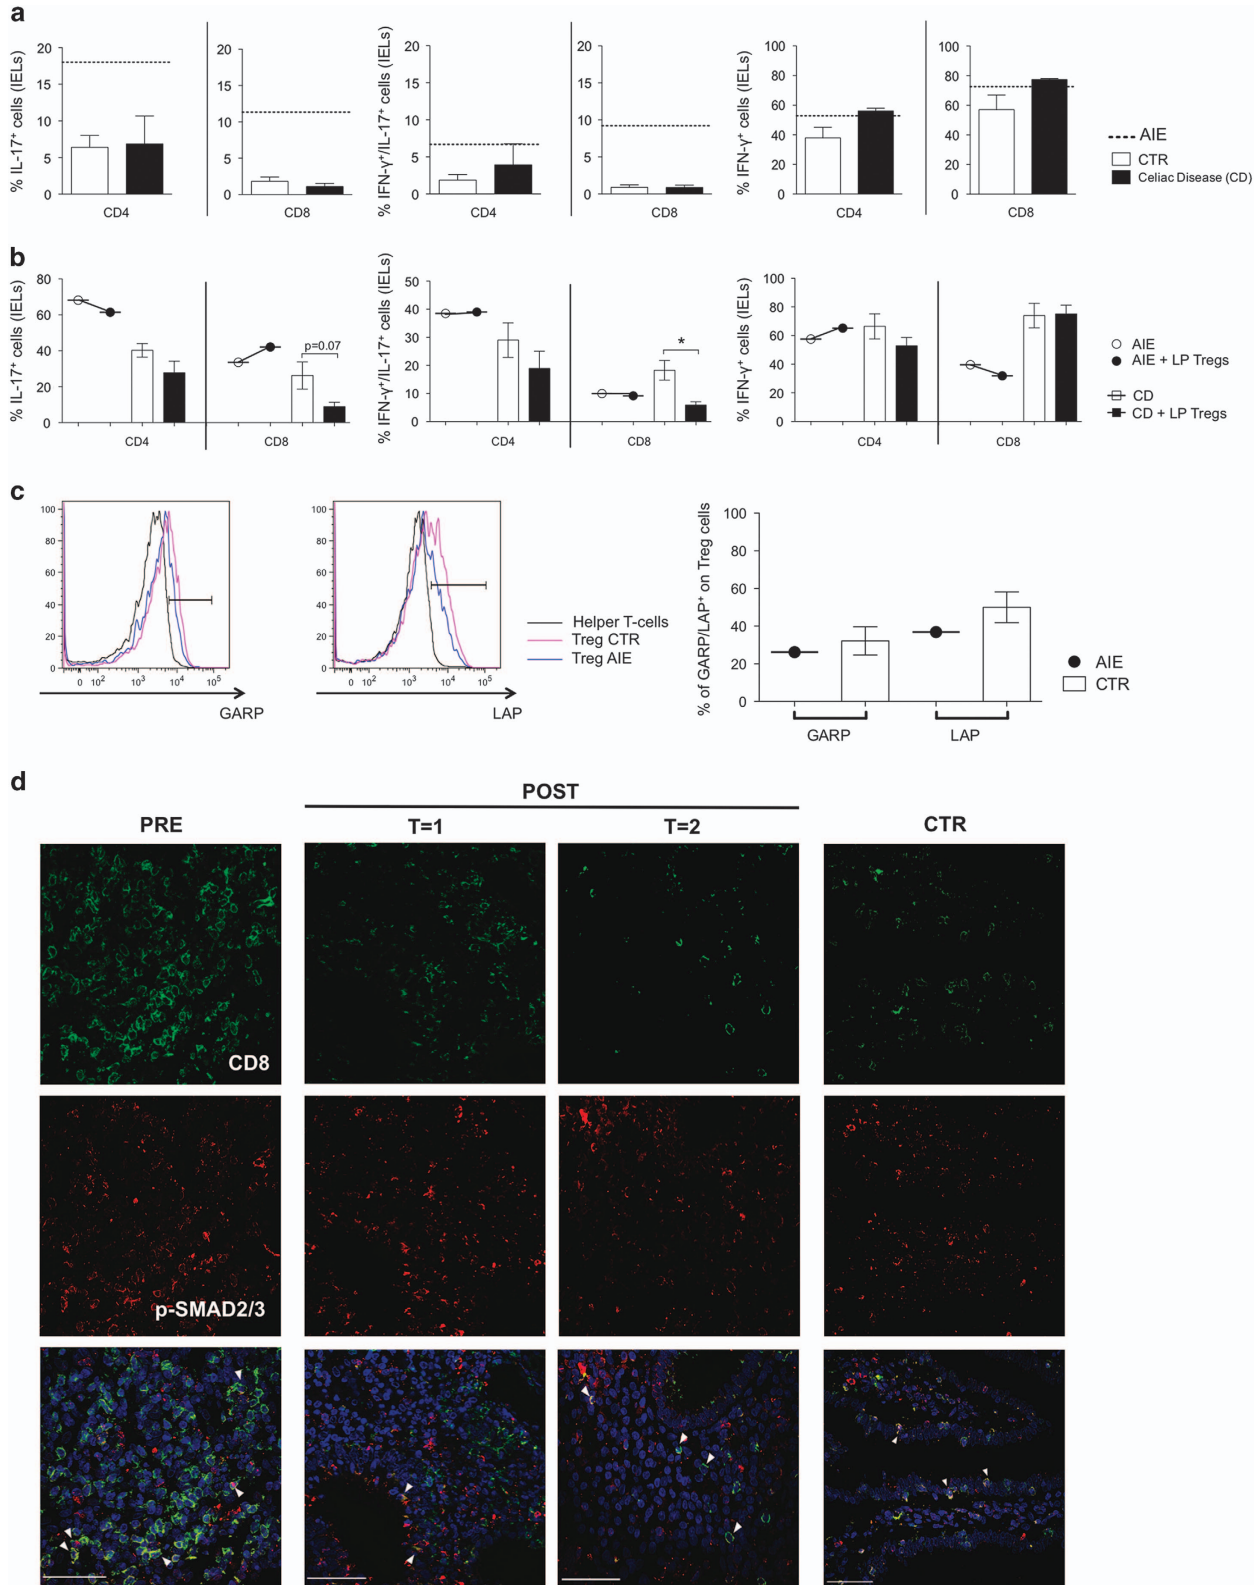 a
% IL-17⁺ cells (IELs)
20
15
10
5
0
CD4
20
15
10
5
0
CD8
% IFN-γ⁺/IL-17⁺ cells (IELs)
20
15
10
5
0
CD4
20
15
10
5
0
CD8
% IFN-γ⁺ cells (IELs)
100
80
60
40
20
0
CD4
100
80
60
40
20
0
CD8
AIE
CTR
Celiac Disease (CD)
b
% IL-17⁺ cells (IELs)
80
60
40
20
0
p=0.07
CD4
CD8
% IFN-γ⁺/IL-17⁺ cells (IELs)
50
40
30
20
10
0
*
CD4
CD8
% IFN-γ⁺ cells (IELs)
100
80
60
40
20
0
CD4
CD8
AIE
AIE + LP Tregs
CD
CD + LP Tregs
c
100
80
60
40
20
0
0 10² 10³ 10⁴ 10⁵
GARP
100
80
60
40
20
0
0 10² 10³ 10⁴ 10⁵
LAP
Helper T-cells
Treg CTR
Treg AIE
% of GARP/LAP⁺ on Treg cells
100
80
60
40
20
0
GARP
LAP
AIE
CTR
d
POST
PRE
T=1
T=2
CTR
CD8
p-SMAD2/3